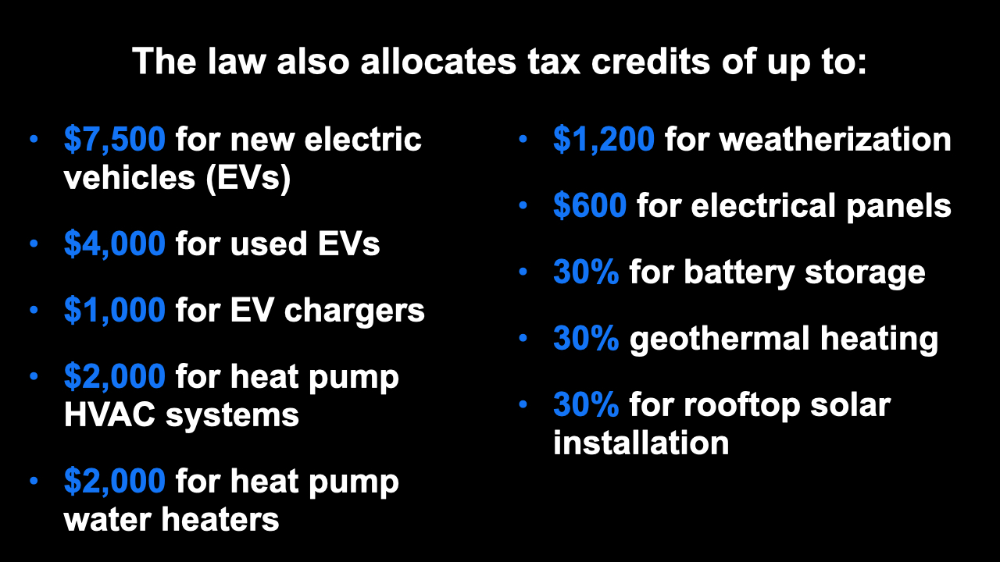 The law also allocates tax credits of up to:
• $7,500 for new electric
vehicles (EVs)
• $4,000 for used EVs
• $1,000 for EV chargers
• $2,000 for heat pump
HVAC systems
• $2,000 for heat pump
water heaters
• $1,200 for weatherization
• $600 for electrical panels
• 30% for battery storage
• 30% geothermal heating
• 30% for rooftop solar
installation